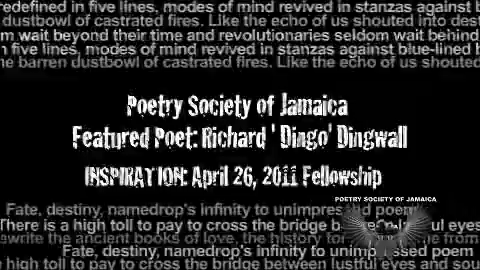 redefined in five lines, modes of mind revived in stanzas against b
dustbowl of castrated fires. Like the echo of us shouted into dest
m wait beyond their time and revolutionaries seldom wait behind
n five lines, modes of mind revived in stanzas against blue-lined b
he barren dustbowl of castrated fires. Like the echo of us shouted
Poetry Society of Jamaica
Featured Poet: Richard ' Dingo' Dingwall
INSPIRATION: April 26, 2011 Fellowship
POETRY SOCIETY OF JAMAICA
Fate, destiny, namedrop's infinity to unimpressed poem
There is a high toll to pay to cross the bridge eyes
rewrite the ancient books of love, the history from
Fate, destiny, namedrop's infinity to unimpressed poem
high toll to pay to cross the bridge between lustful eyes and sou